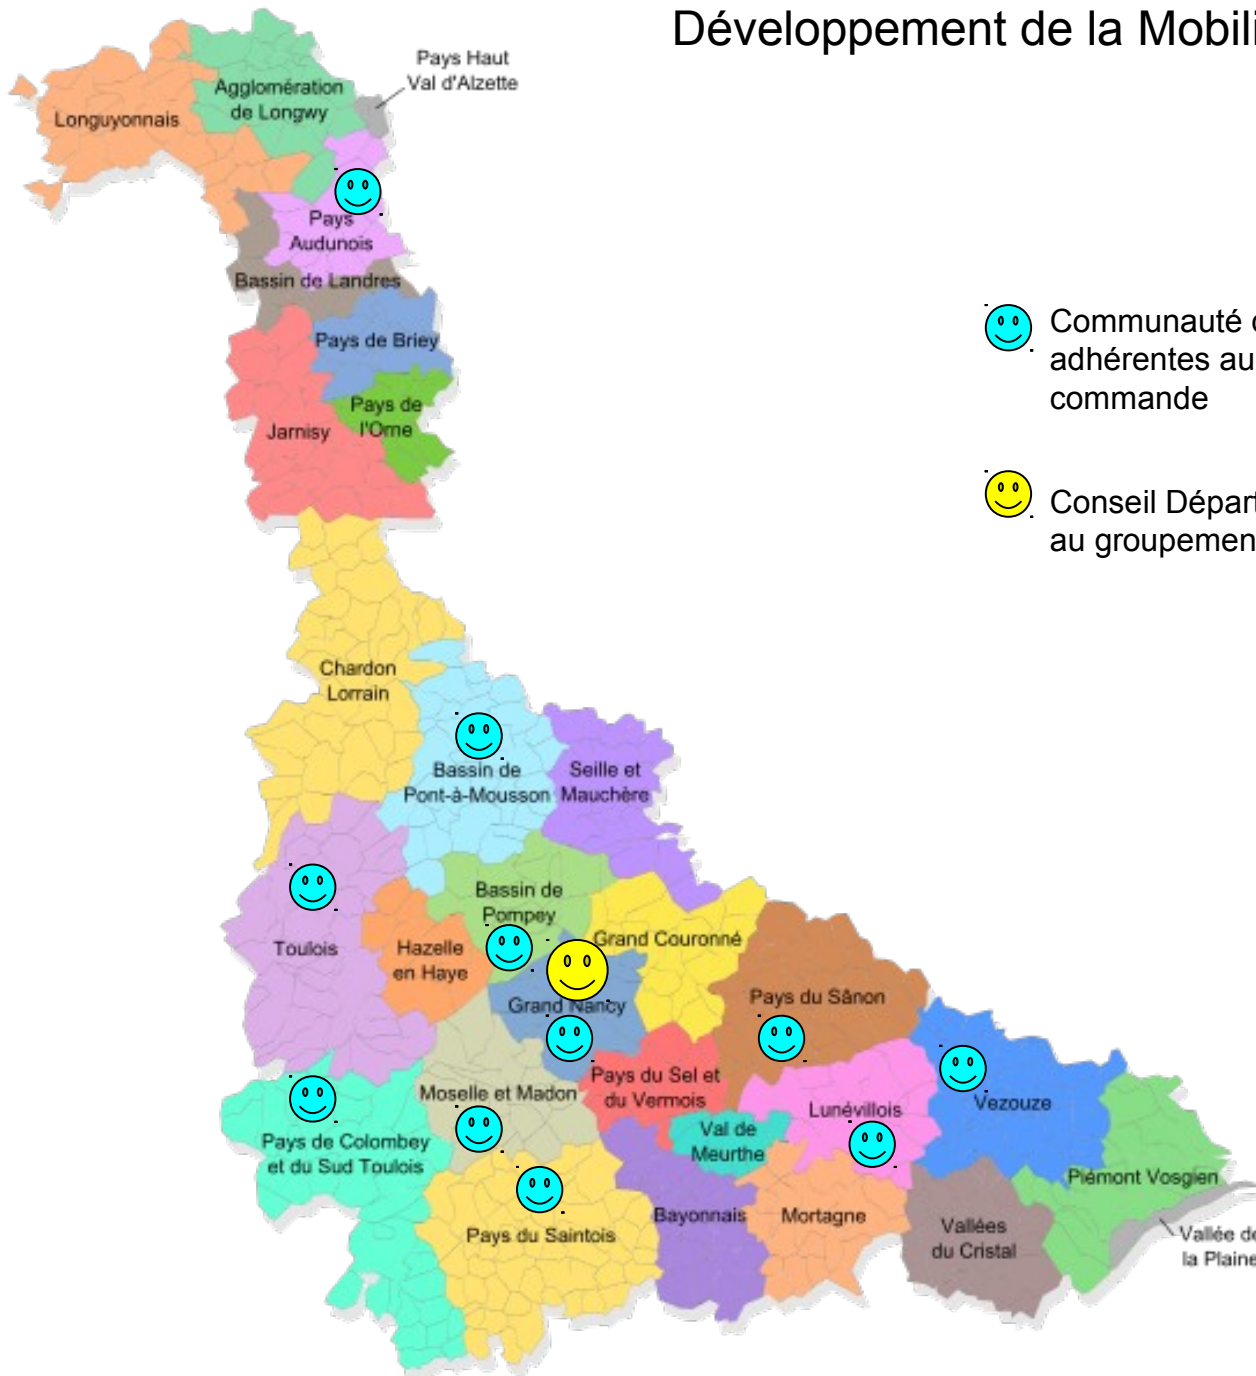 Développement de la Mobili
Pays Haut
Val d'Alzette
Agglomération
de Longwy
Longuyonnais
Pays
Audunois
Bassin de Landres
Pays de Briey
Pays de
l'Orne
Jarnisy
Communauté
adhérentes au
commande
Conseil Départ
au groupemen
Chardon
Lorrain
Bassin de
Pont-à-Mousson
Seille et
Mauchère
Bassin de
Pompey
Grand Couronné
Toulois
Hazelle
en Haye
Grand Nancy
Pays du Sânon
Pays du Sel et
du Vermois
Moselle et Madon
Lunévillois
Vezouze
Val de
Meurthe
Pays de Colombey
et du Sud Toulois
Piémont Vosgien
Bayonnais
Mortagne
Pays du Saintois
Vallées
du Cristal
Vallée de
la Plaine